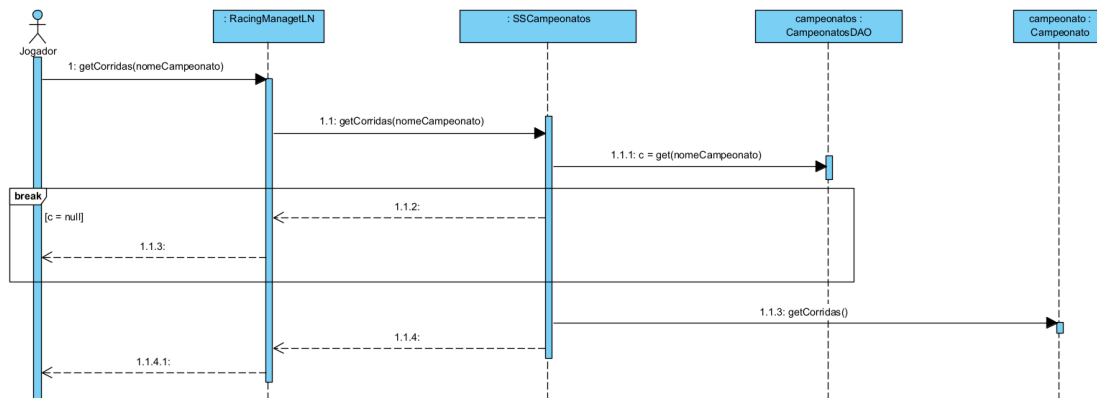 : RacingManagetLN
: SSCampeonatos
campeonatos :
CampeonatosDAO
campeonato :
Campeonato
Jogador
1: getCorridas(nomeCampeonato)
1.1: getCorridas(nomeCampeonato)
1.1.1: c = get(nomeCampeonato)
break
[c = null]
1.1.2:
1.1.3:
1.1.3: getCorridas()
1.1.4:
1.1.4.1: